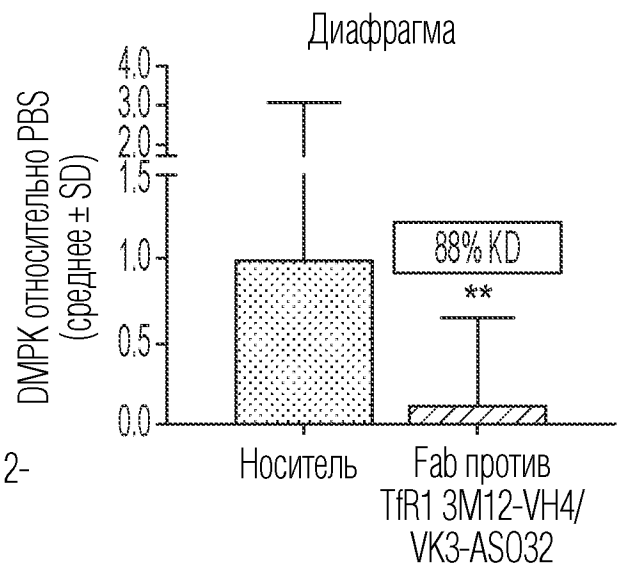 Диафрагма
DMPK относительно PBS
(среднее ± SD)
4.0
3.0
2.0
1.5
1.0
0.5
0.0
88% KD
**
2-
Носитель
Fab против
TfR1 3M12-VH4/
VK3-ASO32